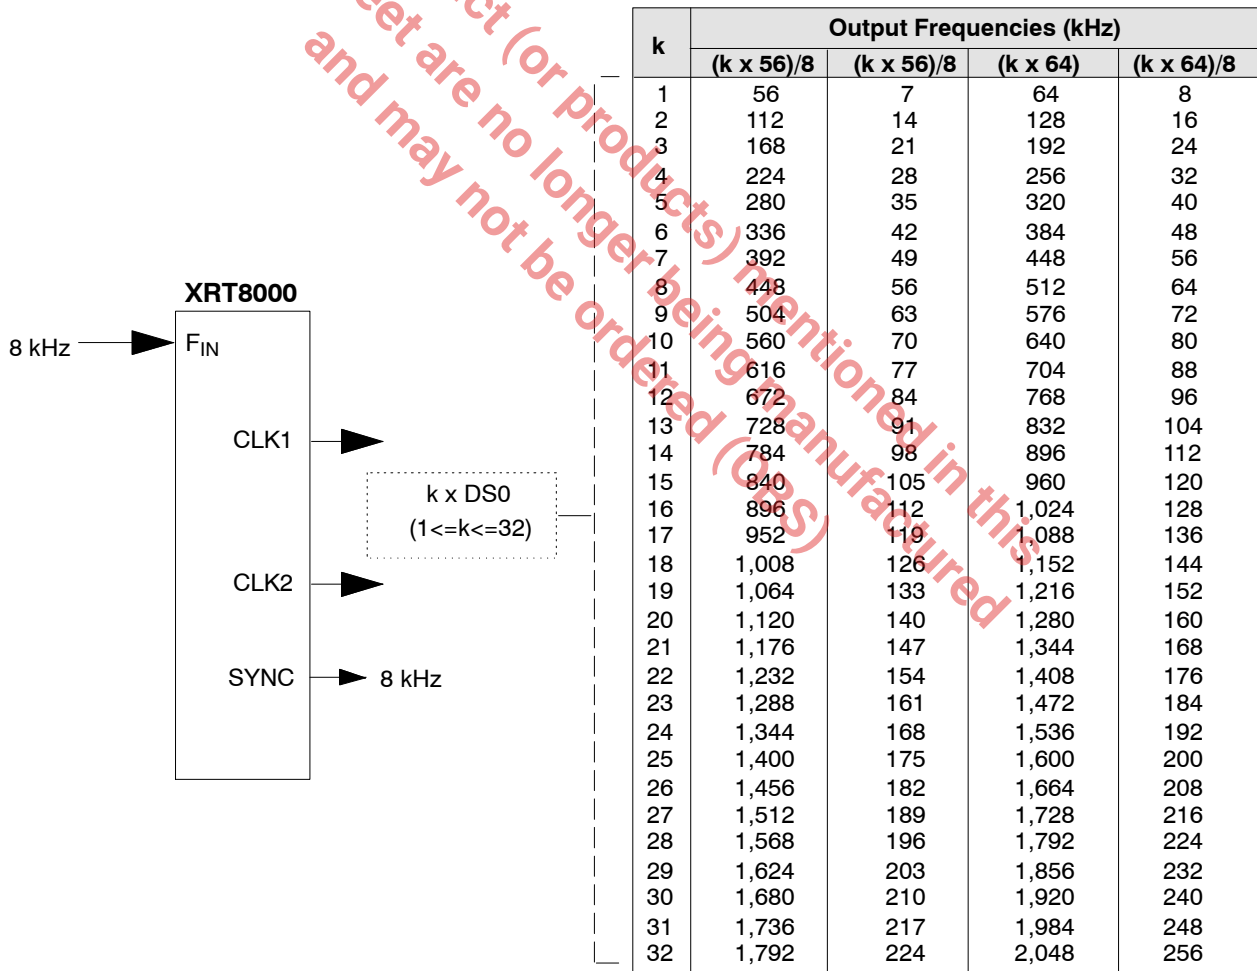 XRT8000
8 kHz
FIN
CLK1
k x DS0
(1<=k<=32)
CLK2
SYNC
8 kHz
k
Output Frequencies (kHz)
(k x 56)/8 (k x 56)/8 (k x 64) (k x 64)/8
1 56 7 64 8
2 112 14 128 16
3 168 21 192 24
4 224 28 256 32
5 280 35 320 40
6 336 42 384 48
7 392 49 448 56
8 448 56 512 64
9 504 63 576 72
10 560 70 640 80
11 616 77 704 88
12 672 84 768 96
13 728 91 832 104
14 784 98 896 112
15 840 105 960 120
16 896 112 1,024 128
17 952 119 1,088 136
18 1,008 126 1,152 144
19 1,064 133 1,216 152
20 1,120 140 1,280 160
21 1,176 147 1,344 168
22 1,232 154 1,408 176
23 1,288 161 1,472 184
24 1,344 168 1,536 192
25 1,400 175 1,600 200
26 1,456 182 1,664 208
27 1,512 189 1,728 216
28 1,568 196 1,792 224
29 1,624 203 1,856 232
30 1,680 210 1,920 240
31 1,736 217 1,984 248
32 1,792 224 2,048 256
(or products) mentioned in this
are no longer being manufactured
and may not be ordered (OBS)